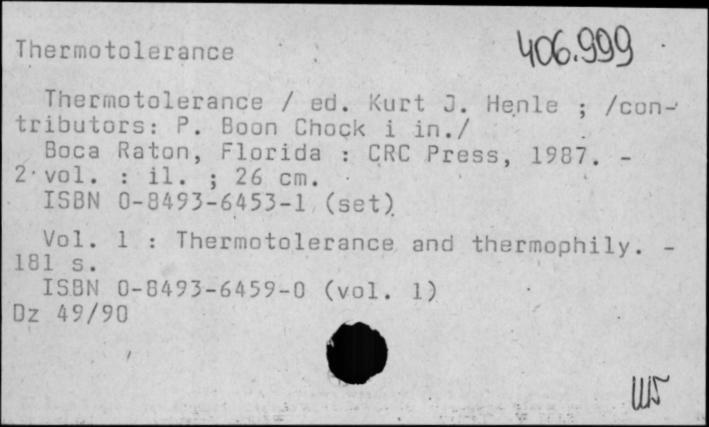 406.999
Thermotolerance
Thermotolerance / ed. Kurt J. Henle ; /con-
tributors: P. Boon Chock i in./
Boca Raton, Florida : CRC Press, 1987. -
2 vol. : il. ; 26 cm.
ISBN 0-8493-6453-1 (set)
Vol. 1 : Thermotolerance and thermophily. -
181 s.
ISBN 0-8493-6459-0 (vol. 1)
Dz 49/90